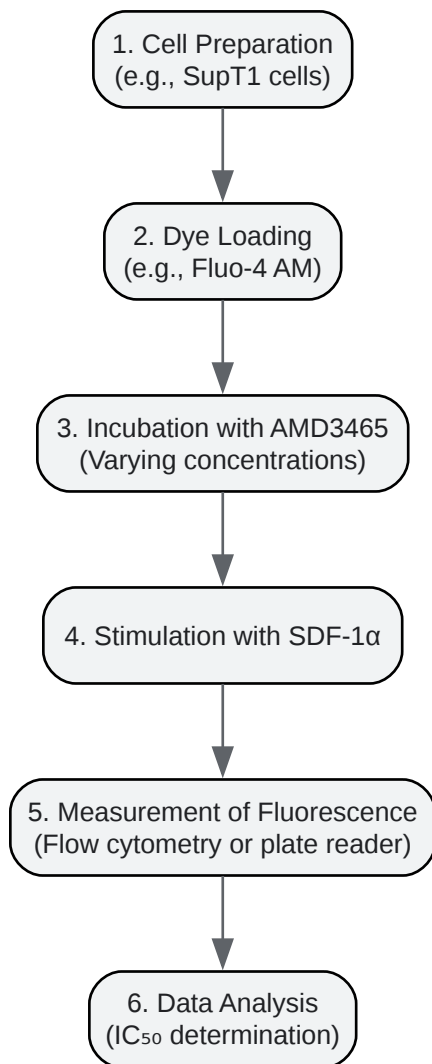 1. Cell Preparation
(e.g., SupT1 cells)
2. Dye Loading
(e.g., Fluo-4 AM)
3. Incubation with AMD3465
(Varying concentrations)
4. Stimulation with SDF-1α
5. Measurement of Fluorescence
(Flow cytometry or plate reader)
6. Data Analysis
(IC₅₀ determination)